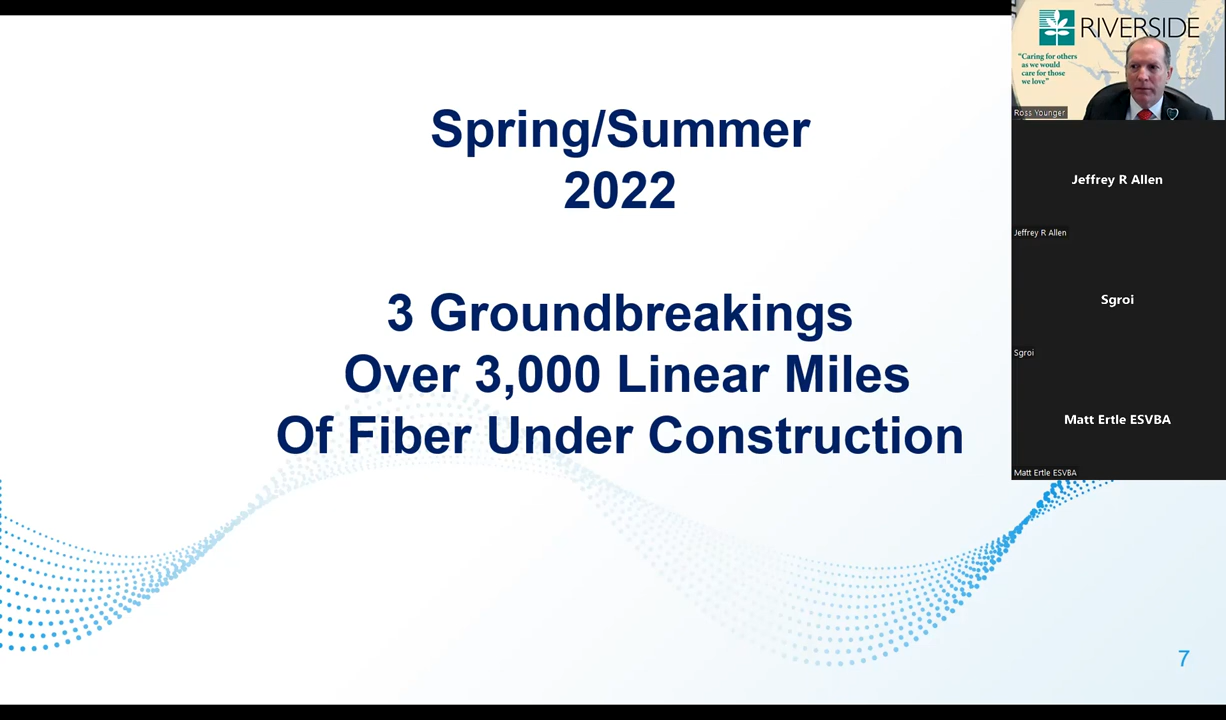 Spring/Summer
2022
3 Groundbreakings
Over 3,000 Linear Miles
Of Fiber Under Construction
7
RIVERSIDE
"Caring for others
as we would
care for those
we love"
Ross Younger
Jeffrey R Allen
Jeffrey R Allen
Sgroi
Sgroi
Matt Ertle ESVBA
Matt Ertle ESVBA